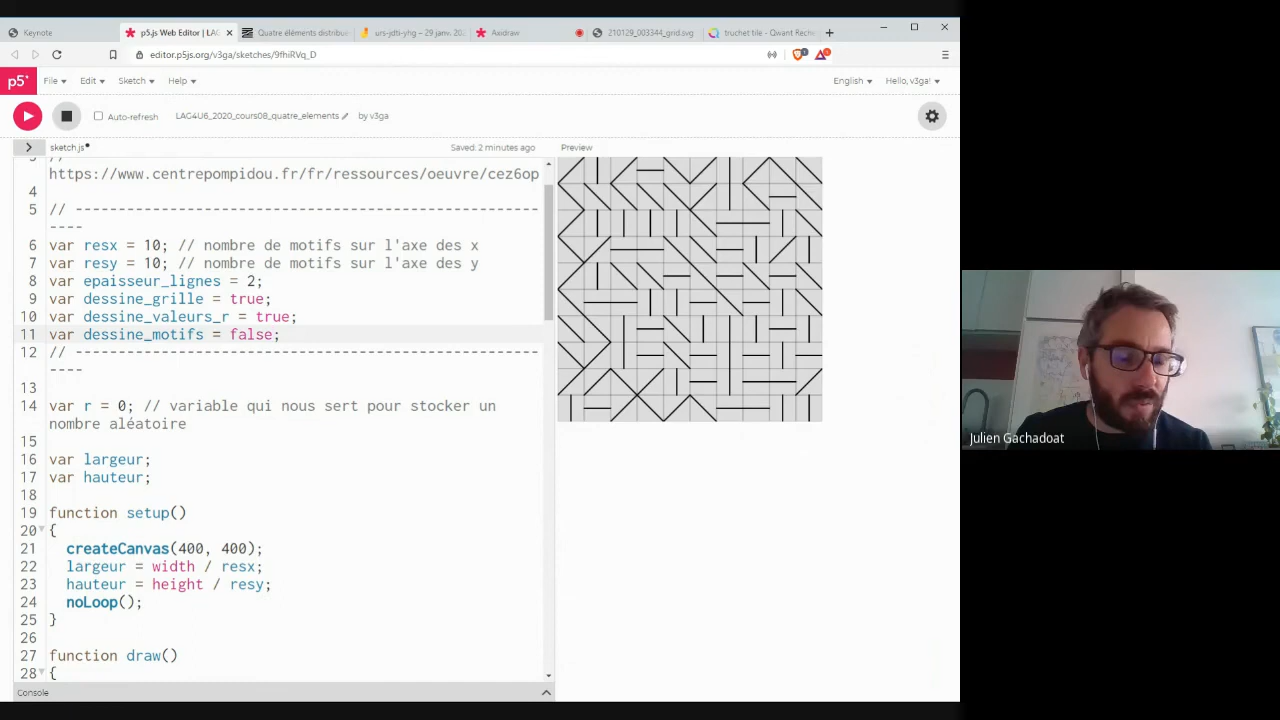 Keynote
p5.js Web Editor | LAG
Quatre éléments distribu
urs-jdti-yhg – 29 janv. 202
Axidraw
210129_003344_grid.svg
truchet tile - Qwant Rech
editor.p5js.org/v3ga/sketches/9fhiRVq_D
p5* File Edit Sketch Help English Hello, v3ga!
Auto-refresh LAG4U6_2020_cours08_quatre_elements by v3ga
sketch.js Saved: 2 minutes ago Preview
https://www.centrepompidou.fr/fr/ressources/oeuvre/cez6op
4
5 // ------------------------------------------------------
----
6 var resx = 10; // nombre de motifs sur l'axe des x
7 var resy = 10; // nombre de motifs sur l'axe des y
8 var epaisseur_lignes = 2;
9 var dessine_grille = true;
10 var dessine_valeurs_r = true;
11 var dessine_motifs = false;
12 // ------------------------------------------------------
----
13
14 var r = 0; // variable qui nous sert pour stocker un
nombre aléatoire
15
16 var largeur;
17 var hauteur;
18
19 function setup()
20 {
21 createCanvas(400, 400);
22 largeur = width / resx;
23 hauteur = height / resy;
24 noLoop();
25 }
26
27 function draw()
28 {
Console
Julien Gachadoat